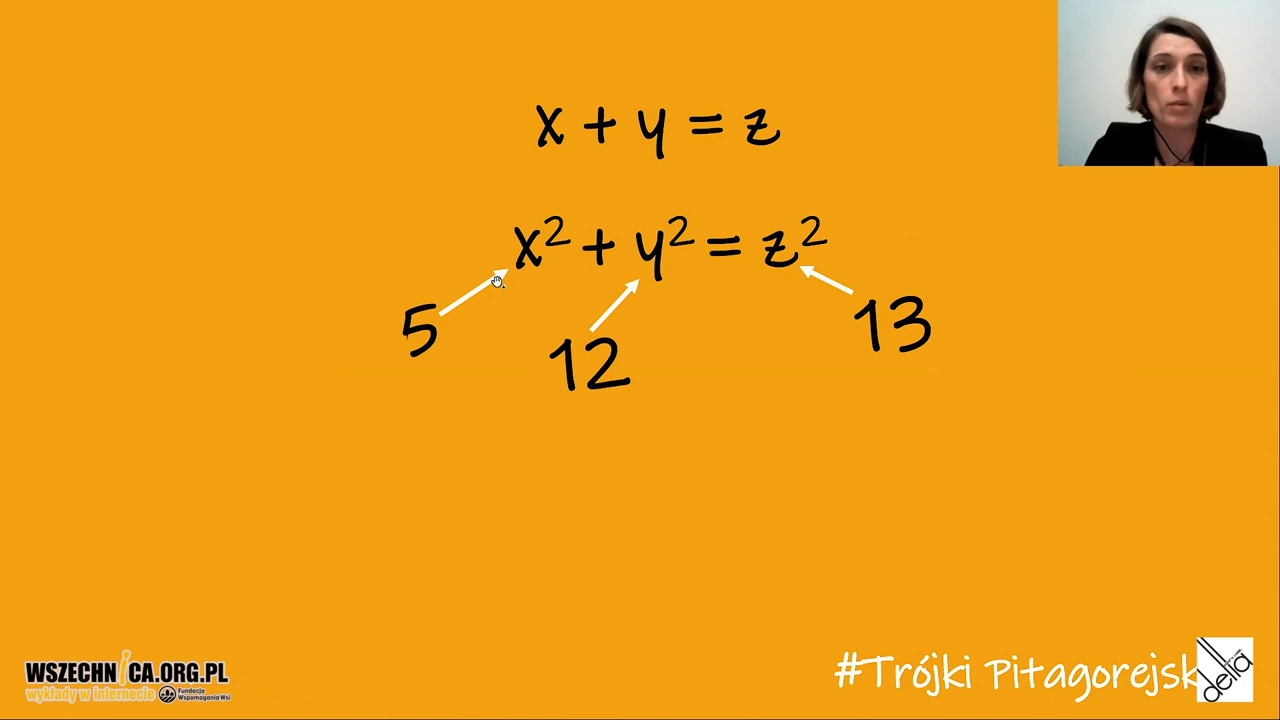 x + y = z
x² + y² = z²
5
12
13
WSZECHNICA.ORG.PL
wykłady w internecie
Fundacja
Wspomagania Wsi
#Trójki Pitagorejsk
delta